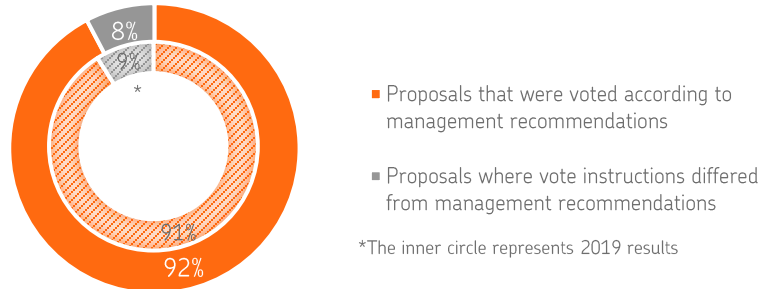 8%
9%
*
91%
92%
Proposals that were voted according to
management recommendations
Proposals where vote instructions differed
from management recommendations
*The inner circle represents 2019 results